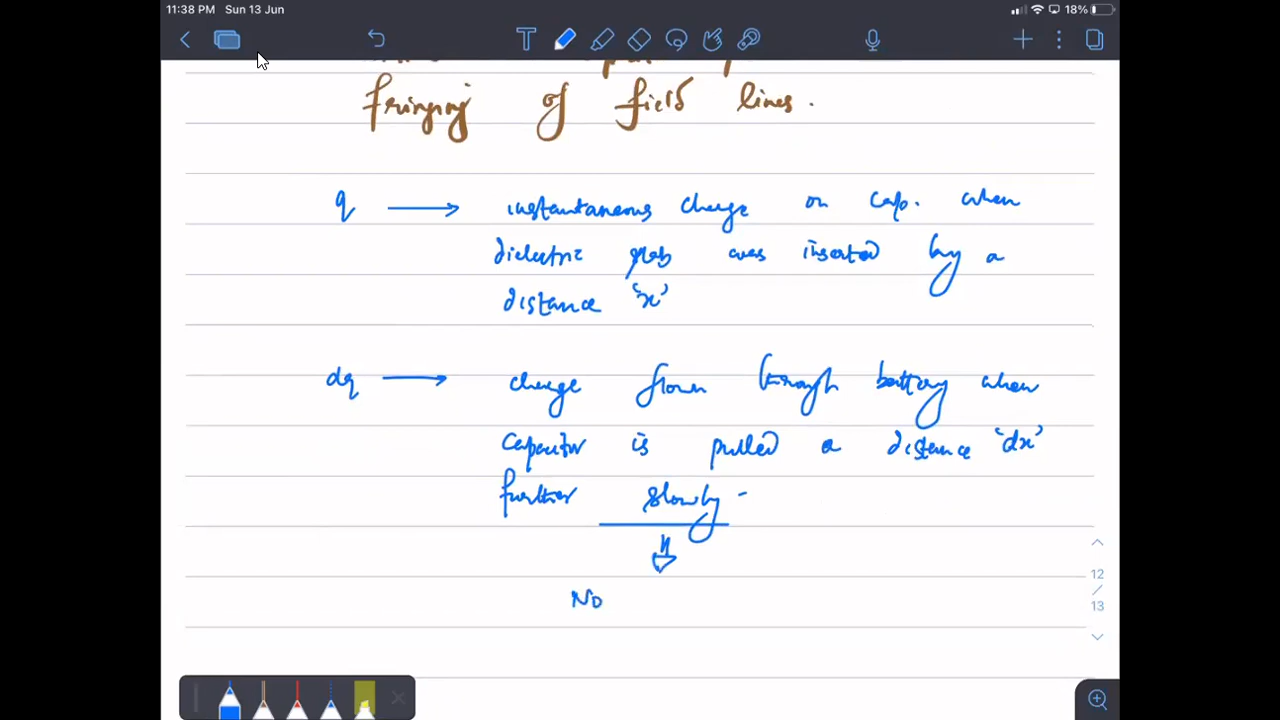 11:38 PM Sun 13 Jun
18%
T
fringing of field lines.
q → instantaneous charge on cap. when
dielectric slab was inserted by a
distance 'x'
dq → charge flown through battery when
capacitor is pulled a distance 'dx'
further slowly -
No
12
/
13